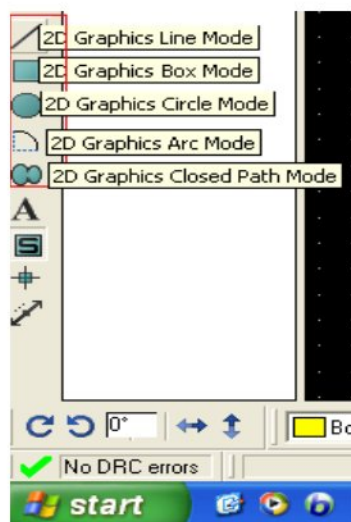 2D Graphics Line Mode
2D Graphics Box Mode
2D Graphics Circle Mode
2D Graphics Arc Mode
2D Graphics Closed Path Mode
A
S
0°
Bo
No DRC errors
start